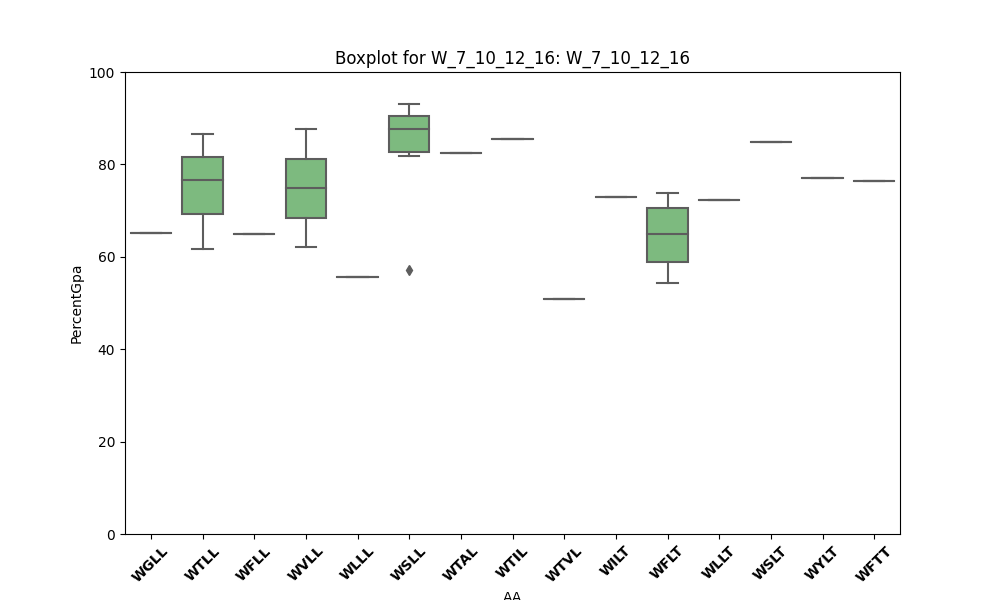 Boxplot for W_7_10_12_16: W_7_10_12_16
PercentGpa
100
80
60
40
20
0
WGLL WTLL WFLL WVLL WLLL WSLL WTAL WTIL WTVL WILT WFLT WLLT WSLT WYLT WFTT
AA